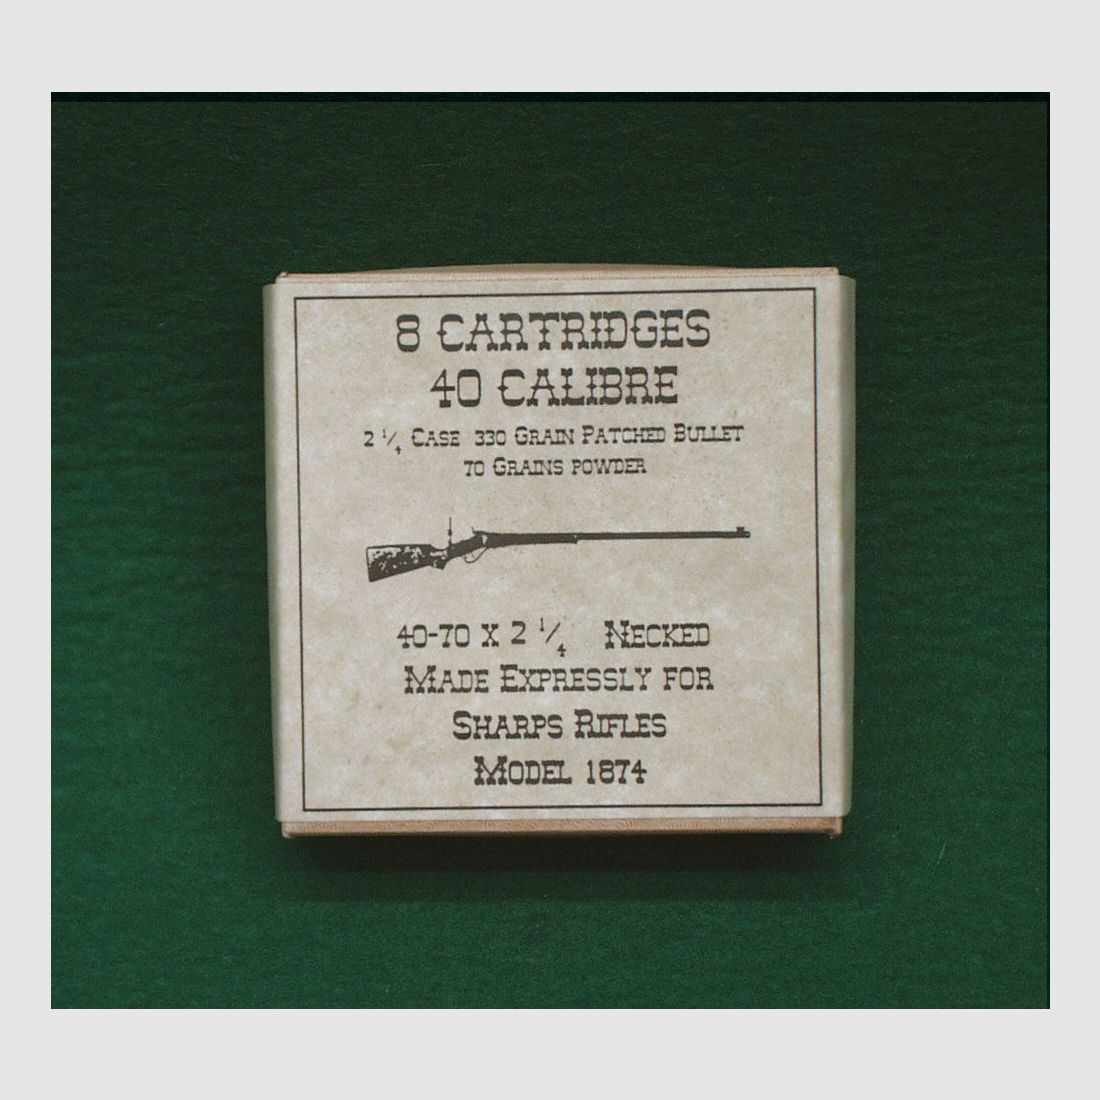 8 CARTRIDGES
40 CALIBRE
2 1/4 CASE 330 GRAIN PATCHED BULLET
70 GRAINS POWDER
40-70 X 2 1/4 NECKED
MADE EXPRESSLY FOR
SHARPS RIFLES
MODEL 1874